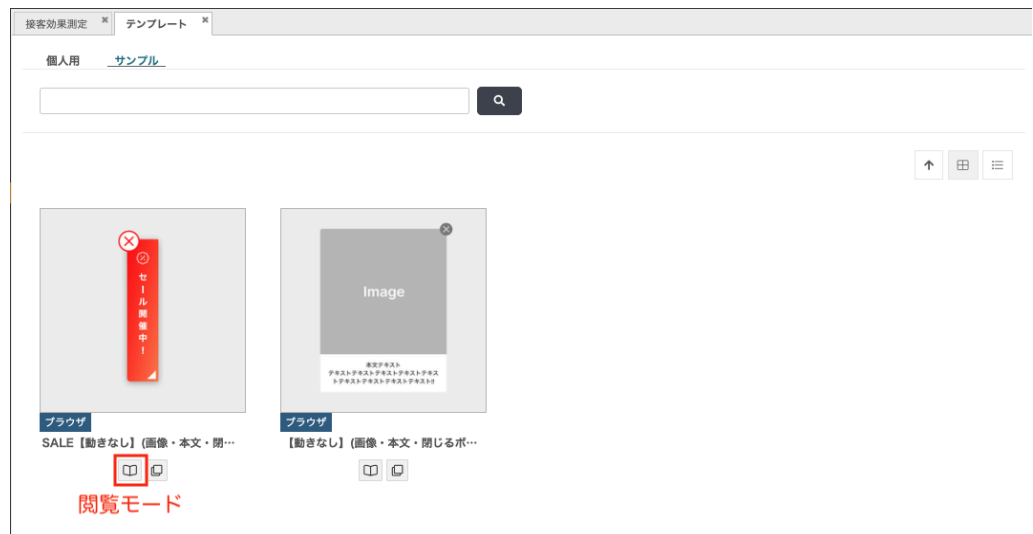 接客効果測定
テンプレート
個人用
サンプル
セール開催中！
Image
本文テキスト
テキストテキストテキストテキストテキス
トテキストテキストテキストテキスト!!
ブラウザ
ブラウザ
SALE【動きなし】(画像・本文・閉…
【動きなし】(画像・本文・閉じるボ…
閲覧モード